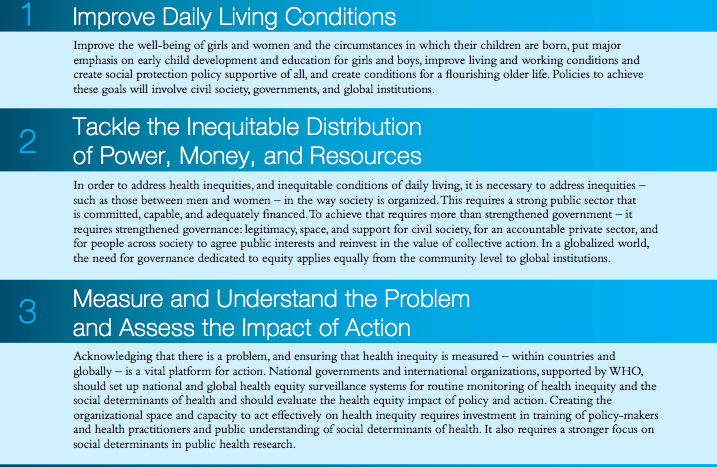 1 Improve Daily Living Conditions
Improve the well-being of girls and women and the circumstances in which their children are born, put major
emphasis on early child development and education for girls and boys, improve living and working conditions and
create social protection policy supportive of all, and create conditions for a flourishing older life. Policies to achieve
these goals will involve civil society, governments, and global institutions.
2 Tackle the Inequitable Distribution
of Power, Money, and Resources
In order to address health inequities, and inequitable conditions of daily living, it is necessary to address inequities –
such as those between men and women – in the way society is organized. This requires a strong public sector that
is committed, capable, and adequately financed. To achieve that requires more than strengthened government – it
requires strengthened governance: legitimacy, space, and support for civil society, for an accountable private sector, and
for people across society to agree public interests and reinvest in the value of collective action. In a globalized world,
the need for governance dedicated to equity applies equally from the community level to global institutions.
3 Measure and Understand the Problem
and Assess the Impact of Action
Acknowledging that there is a problem, and ensuring that health inequity is measured – within countries and
globally – is a vital platform for action. National governments and international organizations, supported by WHO,
should set up national and global health equity surveillance systems for routine monitoring of health inequity and the
social determinants of health and should evaluate the health equity impact of policy and action. Creating the
organizational space and capacity to act effectively on health inequity requires investment in training of policy-makers
and health practitioners and public understanding of social determinants of health. It also requires a stronger focus on
social determinants in public health research.